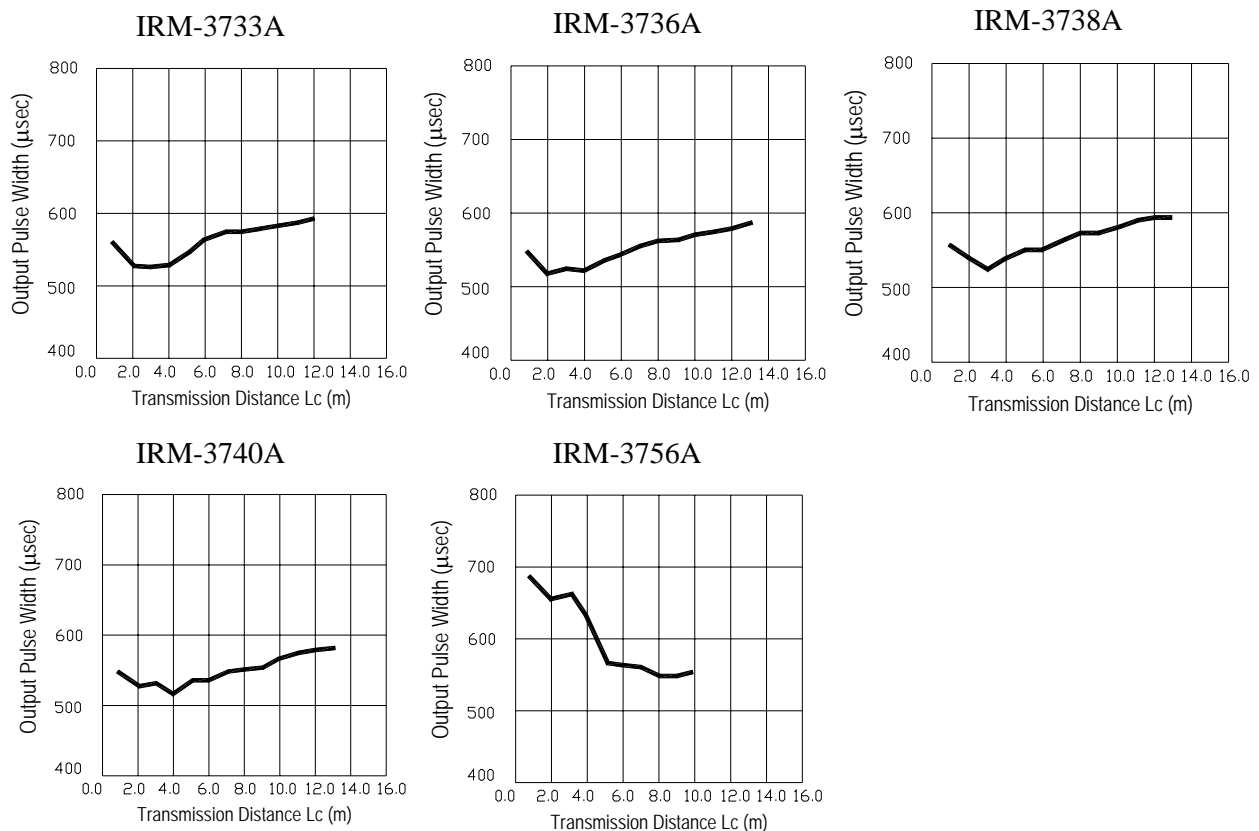 IRM-3733A
800
700
600
500
400
0.0 2.0 4.0 6.0 8.0 10.0 12.0 14.0 16.0
Output Pulse Width (μsec)
Transmission Distance Lc (m)
IRM-3736A
800
700
600
500
400
0.0 2.0 4.0 6.0 8.0 10.0 12.0 14.0 16.0
Output Pulse Width (μsec)
Transmission Distance Lc (m)
IRM-3738A
800
700
600
500
400
0.0 2.0 4.0 6.0 8.0 10.0 12.0 14.0 16.0
Output Pulse Width (μsec)
Transmission Distance Lc (m)
IRM-3740A
800
700
600
500
400
0.0 2.0 4.0 6.0 8.0 10.0 12.0 14.0 16.0
Output Pulse Width (μsec)
Transmission Distance Lc (m)
IRM-3756A
800
700
600
500
400
0.0 2.0 4.0 6.0 8.0 10.0 12.0 14.0 16.0
Output Pulse Width (μsec)
Transmission Distance Lc (m)